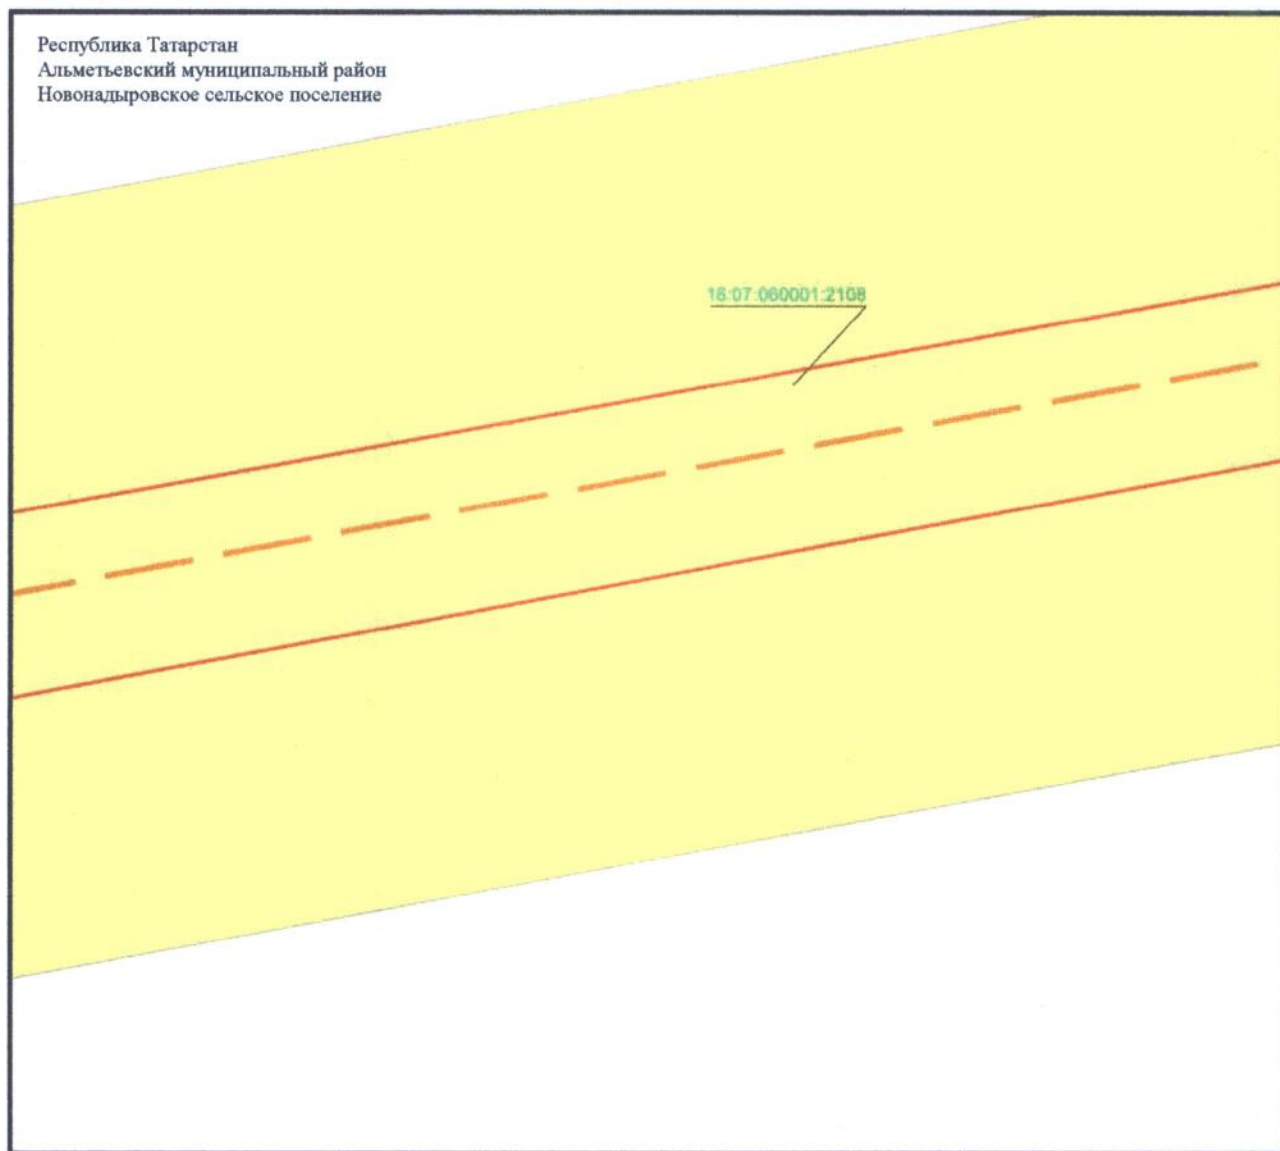 Республика Татарстан
Альметьевский муниципальный район
Новонадыровское сельское поселение
16:07:060001:2108